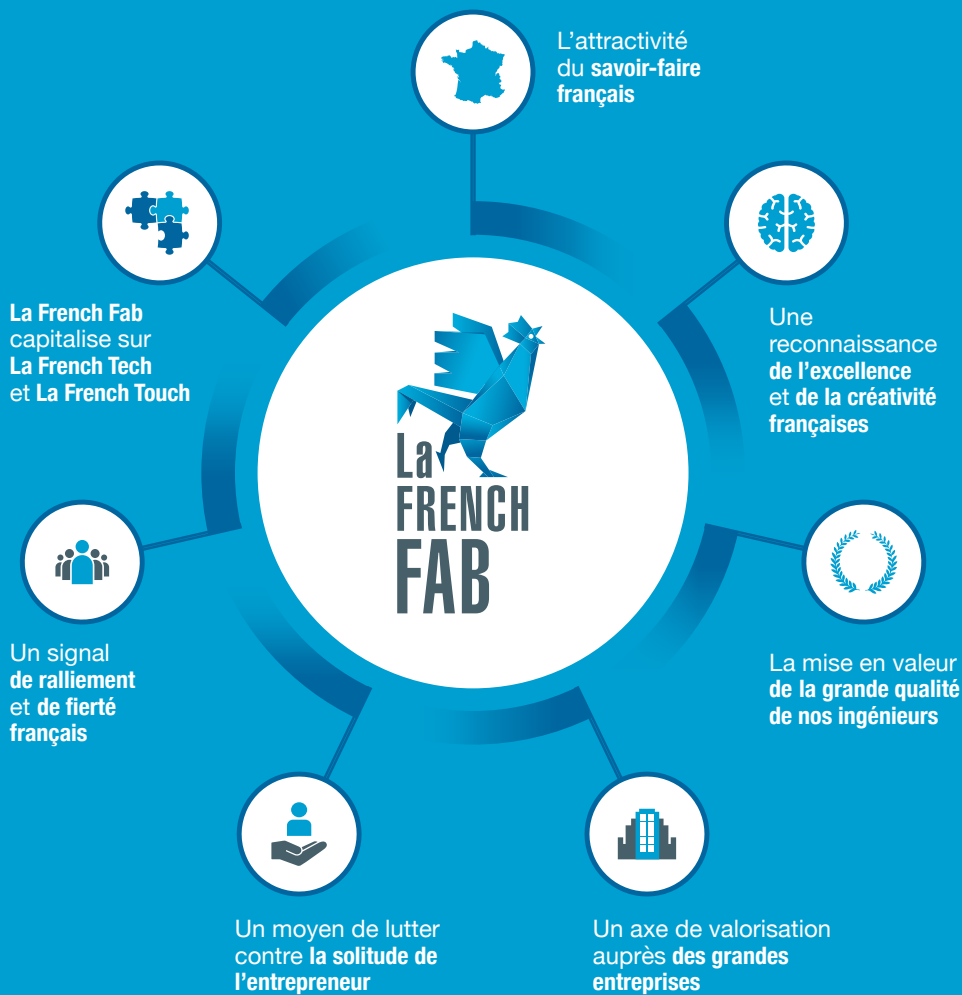 L'attractivité
du savoir-faire
français
Une
reconnaissance
de l'excellence
et de la créativité
françaises
La mise en valeur
de la grande qualité
de nos ingénieurs
Un axe de valorisation
auprès des grandes
entreprises
Un moyen de lutter
contre la solitude de
l'entrepreneur
Un signal
de ralliement
et de fierté
français
La French Fab
capitalise sur
La French Tech
et La French Touch
La
FRENCH
FAB